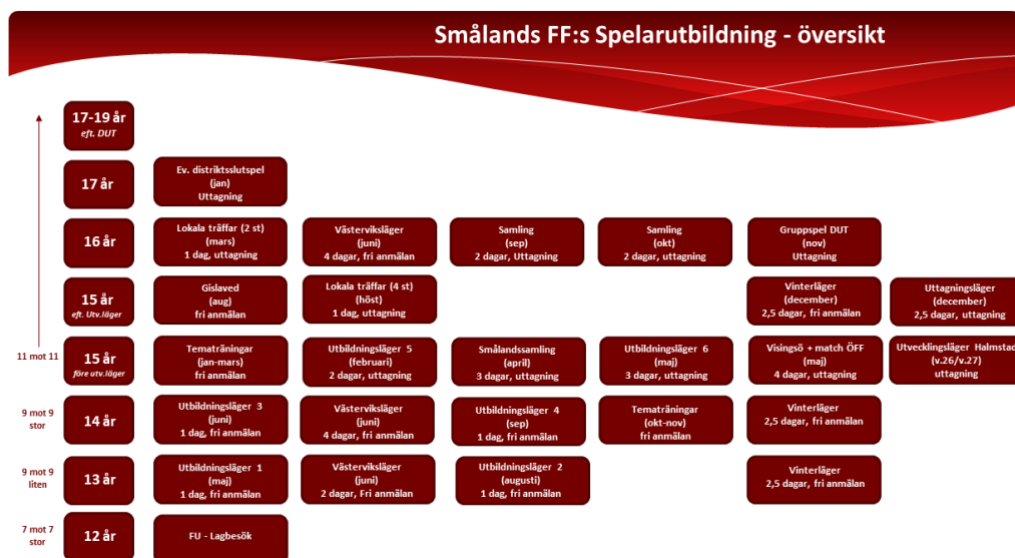 Smålands FF:s Spelarutbildning - översikt
17-19 år
eft. DUT
17 år
Ev. distriktsslutspel
(jan)
Uttagning
16 år
Lokala träffar (2 st)
(mars)
1 dag, uttagning
Västerviksläger
(juni)
4 dagar, fri anmälan
Samling
(sep)
2 dagar, Uttagning
Samling
(okt)
2 dagar, uttagning
Gruppspel DUT
(nov)
Uttagning
15 år
eft. Utv.läger
Gislaved
(aug)
fri anmälan
Lokala träffar (4 st)
(höst)
1 dag, uttagning
Vinterläger
(december)
2,5 dagar, fri anmälan
Uttagningsläger
(december)
2,5 dagar, uttagning
11 mot 11
15 år
före utv.läger
Tematräningar
(jan-mars)
fri anmälan
Utbildningsläger 5
(februari)
2 dagar, uttagning
Smålandssamling
(april)
3 dagar, uttagning
Utbildningsläger 6
(maj)
3 dagar, uttagning
Visingsö + match ÖFF
(maj)
4 dagar, uttagning
Utvecklingsläger Halmstad
(v.26/v.27)
uttagning
9 mot 9
stor
14 år
Utbildningsläger 3
(juni)
1 dag, fri anmälan
Västerviksläger
(juni)
4 dagar, fri anmälan
Utbildningsläger 4
(sep)
1 dag, fri anmälan
Tematräningar
(okt-nov)
fri anmälan
Vinterläger
2,5 dagar, fri anmälan
9 mot 9
liten
13 år
Utbildningsläger 1
(maj)
1 dag, fri anmälan
Västerviksläger
(juni)
2 dagar, Fri anmälan
Utbildningsläger 2
(augusti)
1 dag, fri anmälan
Vinterläger
2,5 dagar, fri anmälan
7 mot 7
stor
12 år
FU - Lagbesök